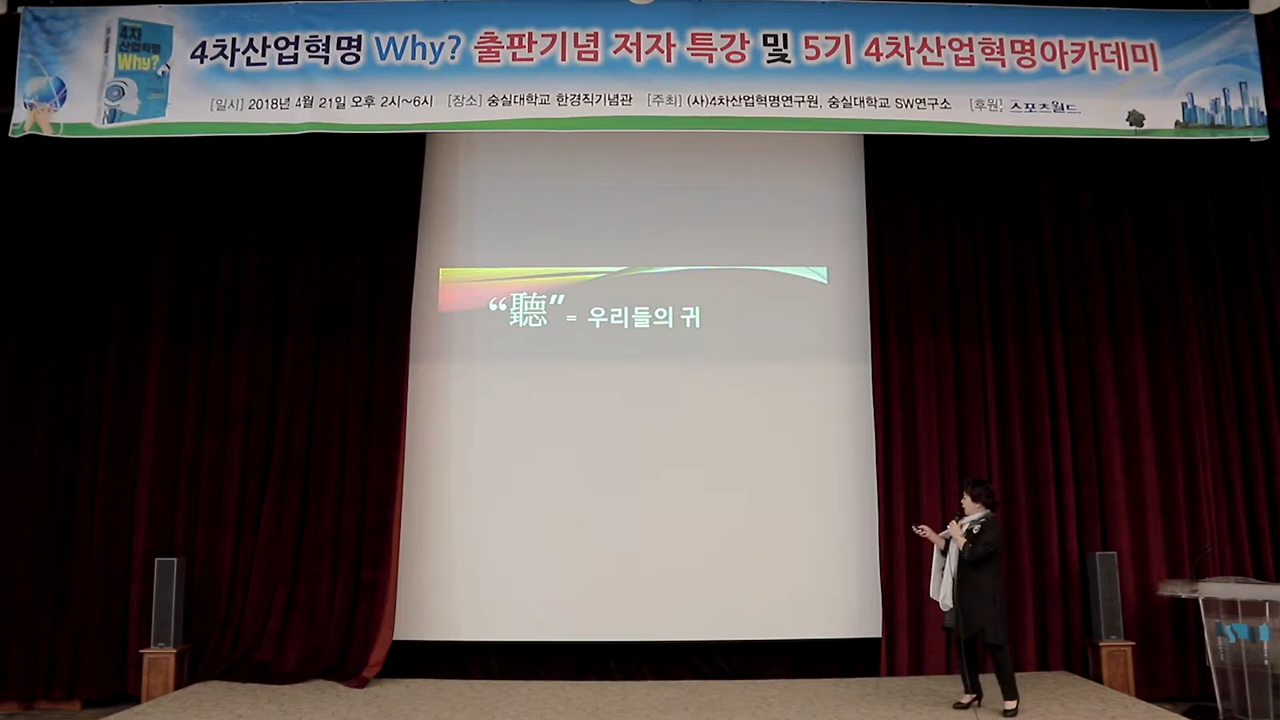 4차산업혁명 Why? 출판기념 저자 특강 및 5기 4차산업혁명아카데미
4차
산업혁명
Why?
[일시] 2018년 4월 21일 오후 2시~6시 [장소] 숭실대학교 한경직기념관 [주최] (사)4차산업혁명연구원, 숭실대학교 SW연구소 [후원] 스포츠월드
“聽”= 우리들의 귀